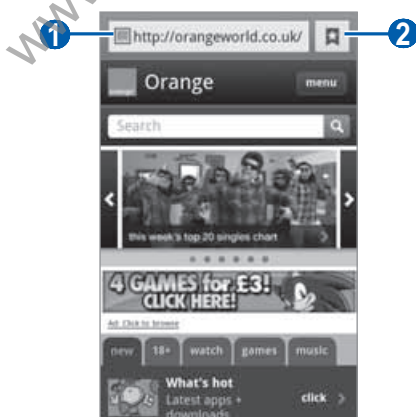 www.
1 http://orangeworld.co.uk/ 2
Orange menu
Search
this week's top 20 singles chart
4 GAMES for £3!
CLICK HERE!
Ad: Click to browse
new 18+ watch games music
What's hot
Latest apps + click >
downloads